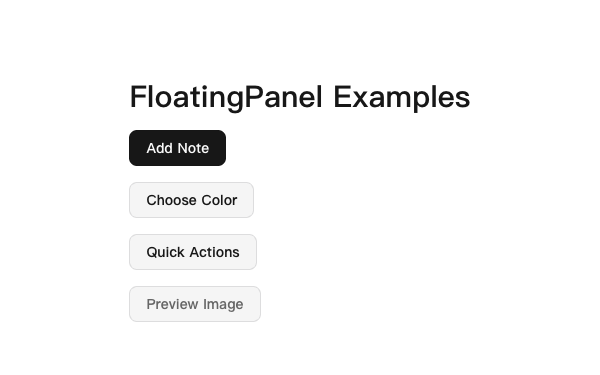 FloatingPanel Examples
Add Note
Choose Color
Quick Actions
Preview Image